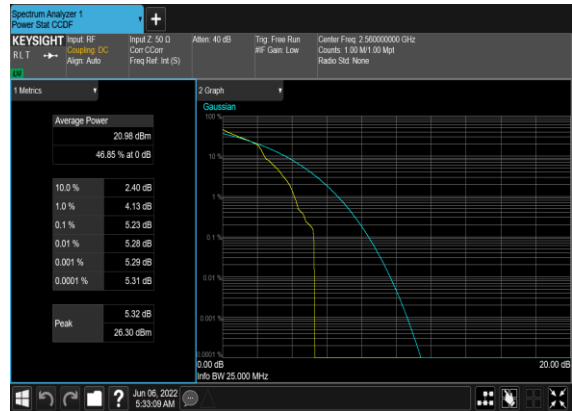 Spectrum Analyzer 1
Power Stat CCDF
KEYSIGHT
R L T
LV
Input: RF
Coupling: DC
Align: Auto
Input Z: 50 Ω
Corr CCorr
Freq Ref: Int (S)
Atten: 40 dB
Trig: Free Run
#IF Gain: Low
Center Freq: 2.560000000 GHz
Counts: 1.00 M/1.00 Mpt
Radio Std: None
1 Metrics
Average Power
20.98 dBm
46.85 % at 0 dB
10.0 % 2.40 dB
1.0 % 4.13 dB
0.1 % 5.23 dB
0.01 % 5.28 dB
0.001 % 5.29 dB
0.0001 % 5.31 dB
Peak
5.32 dB
26.30 dBm
2 Graph
Gaussian
100 %
10 %
1 %
0.1 %
0.01 %
0.001 %
0.0001 %
0.00 dB 20.00 dB
Info BW 25.000 MHz
?
Jun 06, 2022
5:33:09 AM